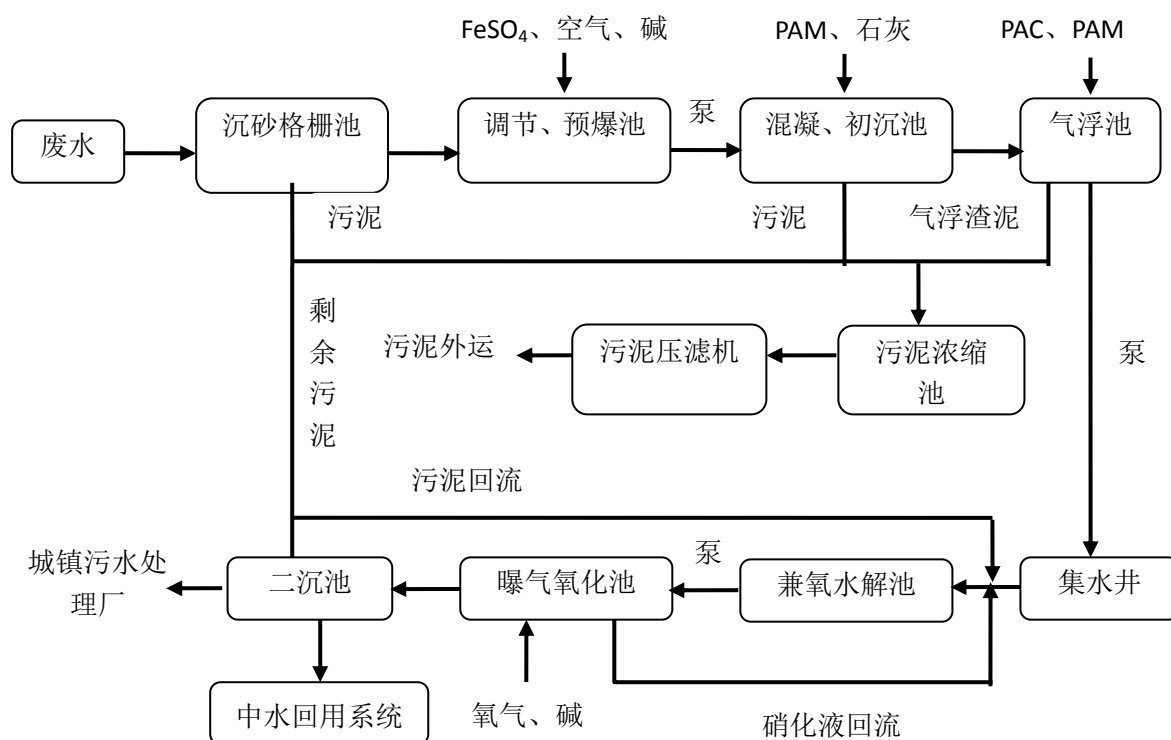 FeSO₄、空气、碱
PAM、石灰
PAC、PAM
废水
沉砂格栅池
调节、预爆池
泵
混凝、初沉池
气浮池
污泥
污泥
气浮渣泥
剩
余
污
泥
污泥外运
污泥压滤机
污泥浓缩
池
泵
污泥回流
城镇污水处
理厂
二沉池
曝气氧化池
泵
兼氧水解池
集水井
中水回用系统
氧气、碱
硝化液回流